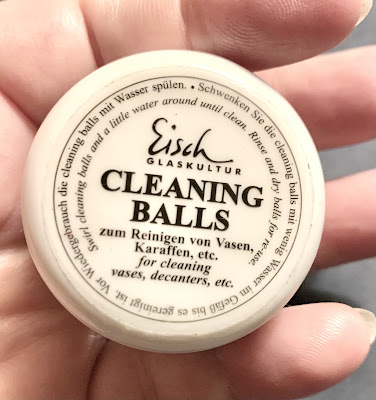 • Schwenken Sie die cleaning balls mit wenig Wasser im Gefäß bis es gereinigt ist. Vor Wiedergebrauch die cleaning balls mit Wasser spülen.
Swirl cleaning balls and a little water around until clean. Rinse and dry balls for re-use.
Eisch
GLASKULTUR
CLEANING
BALLS
zum Reinigen von Vasen,
Karaffen, etc.
for cleaning
vases, decanters, etc.